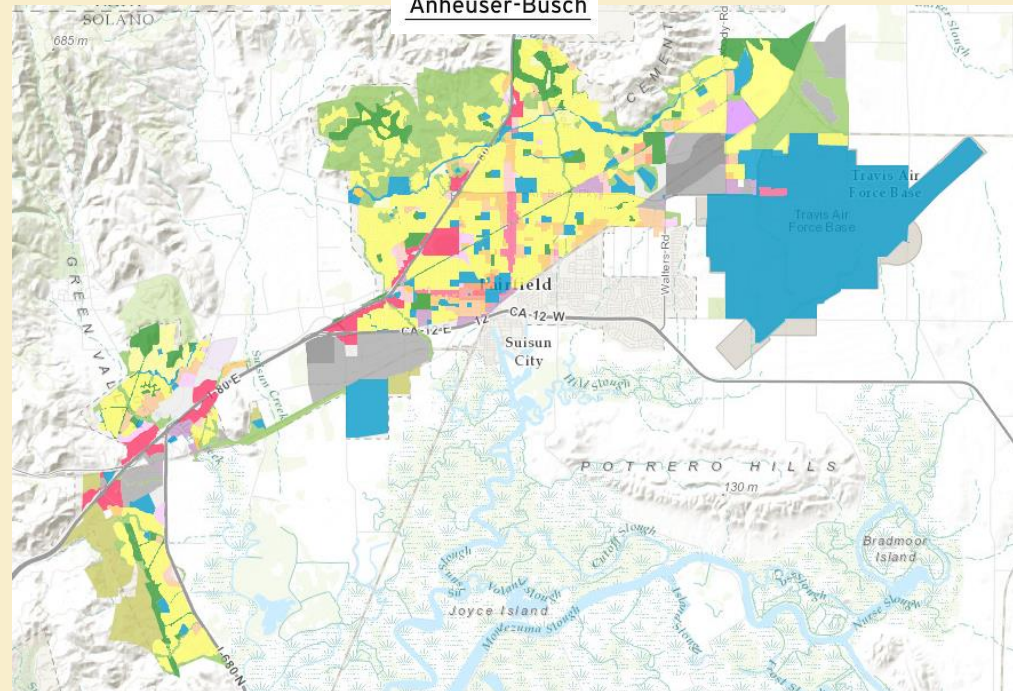 Anheuser-Busch
SOLANO
685 m
CEMENT
GREEN VAL
Travis Air
Force Base
Travis Air
Force Base
Walters-Rd
Fairfield
CA-12-E
12
CA-12-W
Suisun
City
I-80-E
Suisun Creek
Hill Slough
POTRERO HILLS
130 m
Cutoff Slough
Bradmoor
Island
Joyce Island
Montezuma Slough
Nurse Slough
I-680-N